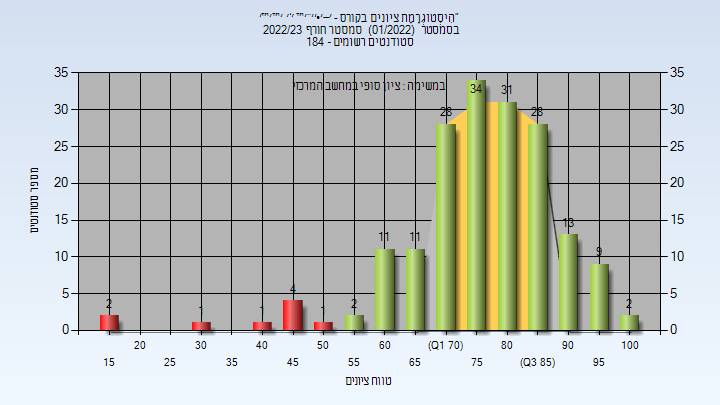 היסטוגרמת ציונים בקורס -
בסמסטר (01/2022) סמסטר חורף 2022/23
סטודנטים רשומים - 184
במשימה : ציון סופי במחשב המרכזי
מספר סטודנטים
35 35
30 30
25 25
20 20
15 15
10 10
5 5
0 0
2 1 1 4 1 2 11 11 28 34 31 28 13 9 2
20 30 40 50 60 (Q1 70) 80 90 100
15 25 35 45 55 65 75 (Q3 85) 95
טווח ציונים